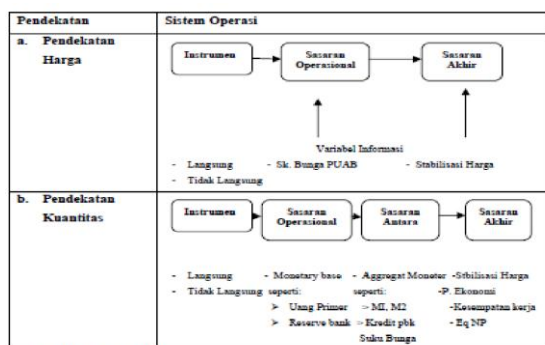 Pendekatan Sistem Operasi
a. Pendekatan Harga
Instrumen
Sasaran Operasional
Sasaran Akhir
Variabel Informasi
- Langsung - Sk. Bunga PUAB - Stabilisasi Harga
- Tidak Langsung
b. Pendekatan Kuantitas
Instrumen
Sasaran Operasional
Sasaran Antara
Sasaran Akhir
- Langsung - Monetary base - Aggregat Moneter -Stbilisasi Harga
- Tidak Langsung seperti: seperti: -P. Ekonomi
➢ Uang Primer > M1, M2 -Kesempatan kerja
➢ Reserve bank > Kredit pbk - Eq NP
Suku Bunga